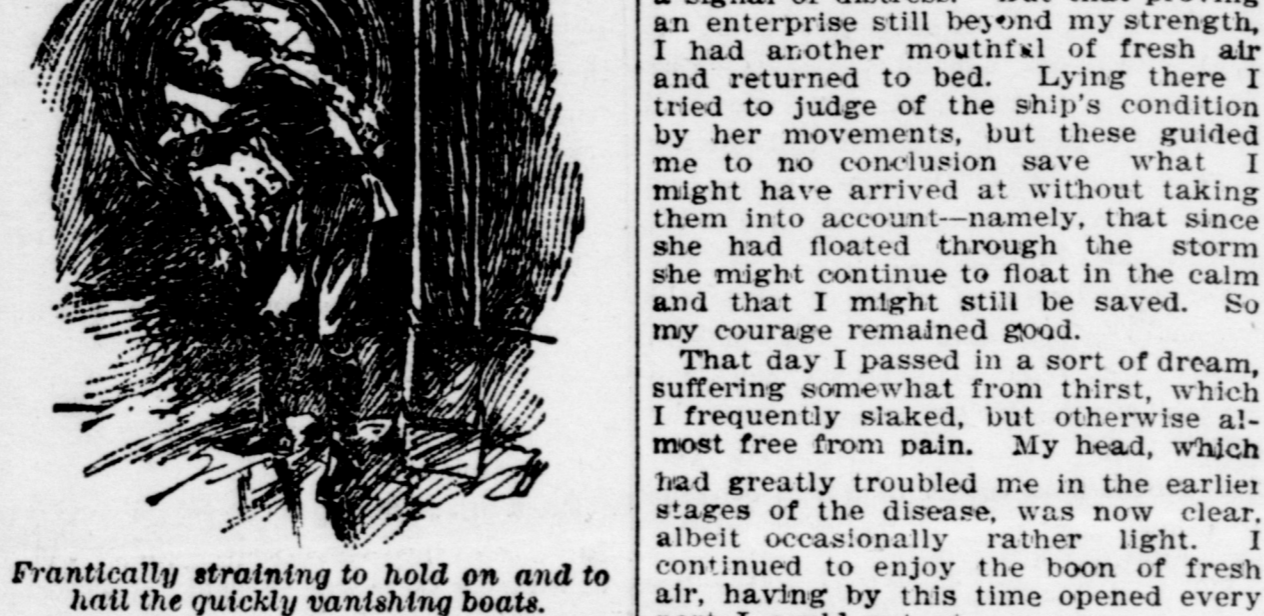 Frantically straining to hold on and to
hail the quickly vanishing boats.
an enterprise still beyond my strength,
I had another mouthful of fresh air
and returned to bed. Lying there I
tried to judge of the ship's condition
by her movements, but these guided
me to no conclusion save what I
might have arrived at without taking
them into account—namely, that since
she had floated through the storm
she might continue to float in the calm
and that I might still be saved. So
my courage remained good.
That day I passed in a sort of dream,
suffering somewhat from thirst, which
I frequently slaked, but otherwise al-
most free from pain. My head, which
had greatly troubled me in the earlier
stages of the disease, was now clear,
albeit occasionally rather light. I
continued to enjoy the boon of fresh
air, having by this time opened every